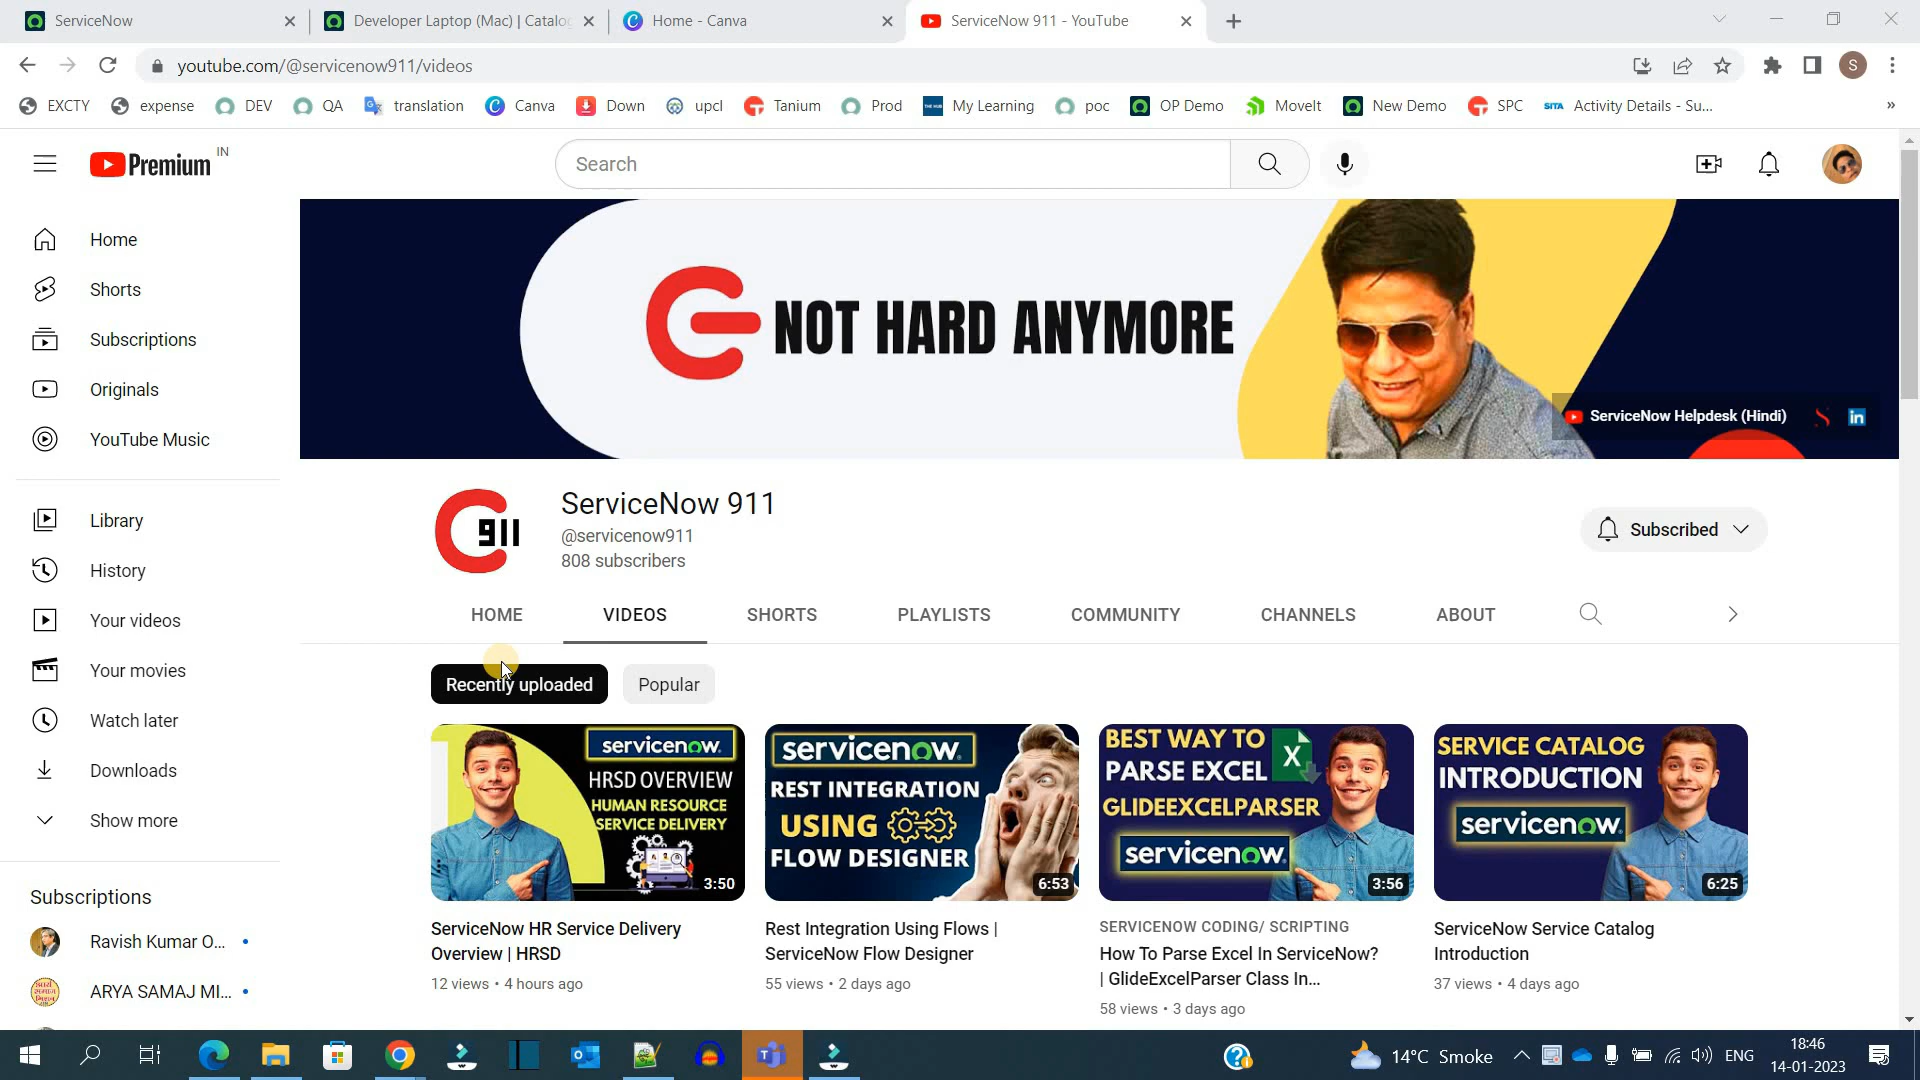 ServiceNow
Developer Laptop (Mac) | Catalo
Home - Canva
ServiceNow 911 - YouTube
youtube.com/@servicenow911/videos
S
EXCTY
expense
DEV
QA
translation
Canva
Down
upcl
Tanium
Prod
My Learning
poc
OP Demo
MoveIt
New Demo
SPC
SITA
Activity Details - Su...
»
Premium
IN
Search
Home
Shorts
Subscriptions
Originals
YouTube Music
Library
History
Your videos
Your movies
Watch later
Downloads
Show more
Subscriptions
Ravish Kumar O...
ARYA SAMAJ MI...
NOT HARD ANYMORE
ServiceNow Helpdesk (Hindi)
in
911
ServiceNow 911
@servicenow911
808 subscribers
Subscribed
HOME
VIDEOS
SHORTS
PLAYLISTS
COMMUNITY
CHANNELS
ABOUT
Recently uploaded
Popular
servicenow.
HRSD OVERVIEW
HUMAN RESOURCE
SERVICE DELIVERY
3:50
ServiceNow HR Service Delivery
Overview | HRSD
12 views • 4 hours ago
servicenow.
REST INTEGRATION
USING
FLOW DESIGNER
6:53
Rest Integration Using Flows |
ServiceNow Flow Designer
55 views • 2 days ago
BEST WAY TO
PARSE EXCEL
X
GLIDEEXCELPARSER
servicenow.
3:56
SERVICENOW CODING/ SCRIPTING
How To Parse Excel In ServiceNow?
| GlideExcelParser Class In...
58 views • 3 days ago
SERVICE CATALOG
INTRODUCTION
servicenow.
6:25
ServiceNow Service Catalog
Introduction
37 views • 4 days ago
14°C Smoke
ENG
18:46
14-01-2023